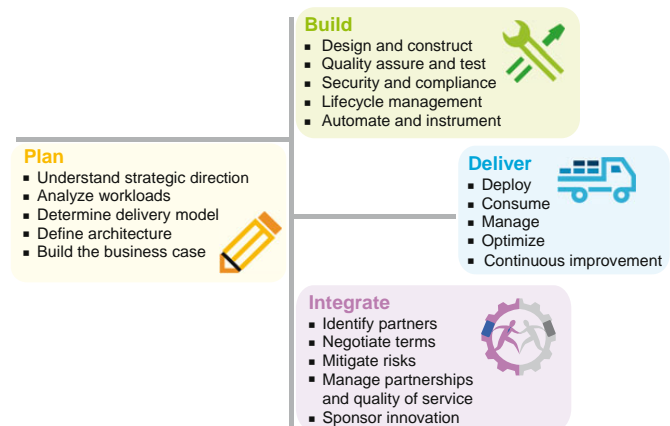 Build
▪ Design and construct
▪ Quality assure and test
▪ Security and compliance
▪ Lifecycle management
▪ Automate and instrument
Plan
▪ Understand strategic direction
▪ Analyze workloads
▪ Determine delivery model
▪ Define architecture
▪ Build the business case
Deliver
▪ Deploy
▪ Consume
▪ Manage
▪ Optimize
▪ Continuous improvement
Integrate
▪ Identify partners
▪ Negotiate terms
▪ Mitigate risks
▪ Manage partnerships
and quality of service
▪ Sponsor innovation